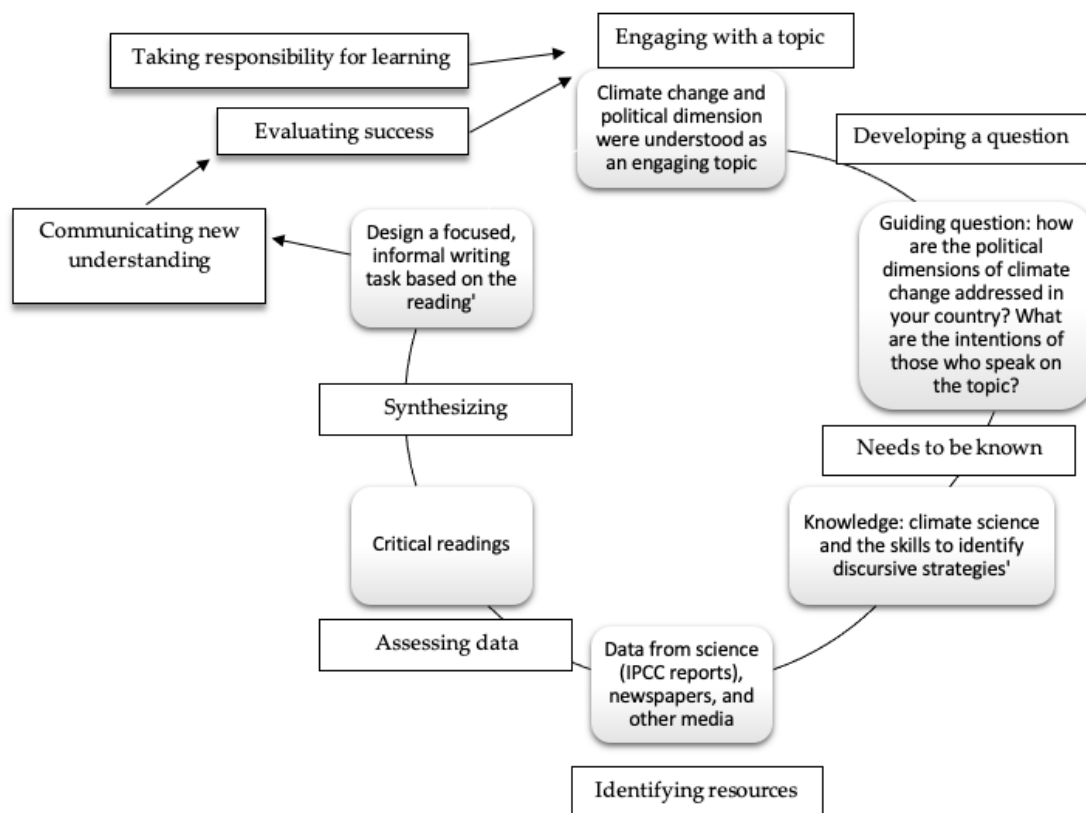 Taking responsibility for learning
Engaging with a topic
Climate change and
political dimension
were understood as
an engaging topic
Evaluating success
Developing a question
Communicating new
understanding
Design a focused,
informal writing
task based on the
reading'
Guiding question: how
are the political
dimensions of climate
change addressed in
your country? What
are the intentions of
those who speak on
the topic?
Synthesizing
Needs to be known
Critical readings
Knowledge: climate science
and the skills to identify
discursive strategies'
Assessing data
Data from science
(IPCC reports),
newspapers, and
other media
Identifying resources